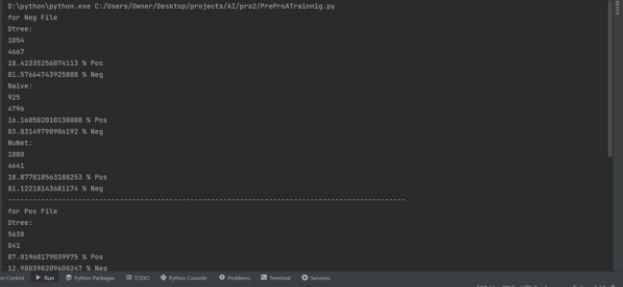 D:\python\python.exe C:/Users/Owner/Desktop/projects/AI/pro2/PreProATrainnig.py
for Neg File
Dtree:
1054
4667
18.42335256074113 % Pos
81.57664743925888 % Neg
Naive:
925
4796
16.168502010138088 % Pos
83.83149798986192 % Neg
NuNet:
1080
4641
18.877818563188253 % Pos
81.12218143681174 % Neg
------------------------------------------------------------------------------------------
for Pos File
Dtree:
5638
841
87.01960179039975 % Pos
12.980398209600247 % Neg
on Control Run Python Packages TODO Python Console Problems Terminal Services